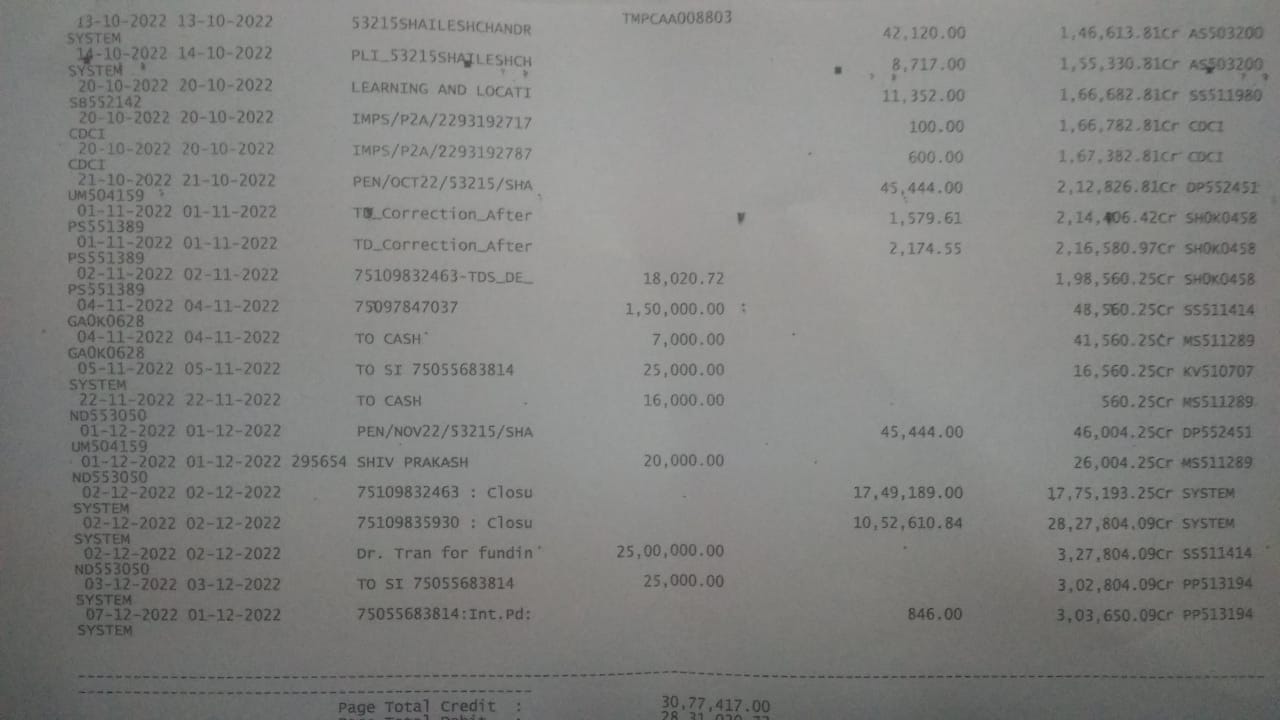 13-10-2022 13-10-2022 53215SHAILESHCHANDR TMPCAA008803 42,120.00 1,46,613.81Cr AS503200
SYSTEM
14-10-2022 14-10-2022 PLI_53215SHAILESHCH 8,717.00 1,55,330.81Cr AS503200
SYSTEM
20-10-2022 20-10-2022 LEARNING AND LOCATI 11,352.00 1,66,682.81Cr SS511980
SB552142
20-10-2022 20-10-2022 IMPS/P2A/2293192717 100.00 1,66,782.81Cr CDCI
CDCI
20-10-2022 20-10-2022 IMPS/P2A/2293192787 600.00 1,67,382.81Cr CDCI
CDCI
21-10-2022 21-10-2022 PEN/OCT22/53215/SHA 45,444.00 2,12,826.81Cr DP552451
UM504159
01-11-2022 01-11-2022 TD_Correction_After 1,579.61 2,14,406.42Cr SH0K0458
PS551389
01-11-2022 01-11-2022 TD_Correction_After 2,174.55 2,16,580.97Cr SH0K0458
PS551389
02-11-2022 02-11-2022 75109832463-TDS_DE_ 18,020.72 1,98,560.25Cr SH0K0458
PS551389
04-11-2022 04-11-2022 75097847037 1,50,000.00 48,560.25Cr SS511414
GA0K0628
04-11-2022 04-11-2022 TO CASH 7,000.00 41,560.25Cr MS511289
GA0K0628
05-11-2022 05-11-2022 TO SI 75055683814 25,000.00 16,560.25Cr KV510707
SYSTEM
22-11-2022 22-11-2022 TO CASH 16,000.00 560.25Cr MS511289
ND553050
01-12-2022 01-12-2022 PEN/NOV22/53215/SHA 45,444.00 46,004.25Cr DP552451
UM504159
01-12-2022 01-12-2022 295654 SHIV PRAKASH 20,000.00 26,004.25Cr MS511289
ND553050
02-12-2022 02-12-2022 75109832463 : Closu 17,49,189.00 17,75,193.25Cr SYSTEM
SYSTEM
02-12-2022 02-12-2022 75109835930 : Closu 10,52,610.84 28,27,804.09Cr SYSTEM
SYSTEM
02-12-2022 02-12-2022 Dr. Tran for fundin 25,00,000.00 3,27,804.09Cr SS511414
ND553050
03-12-2022 03-12-2022 TO SI 75055683814 25,000.00 3,02,804.09Cr PP513194
SYSTEM
07-12-2022 01-12-2022 75055683814:Int.Pd: 846.00 3,03,650.09Cr PP513194
SYSTEM
Page Total Credit : 30,77,417.00